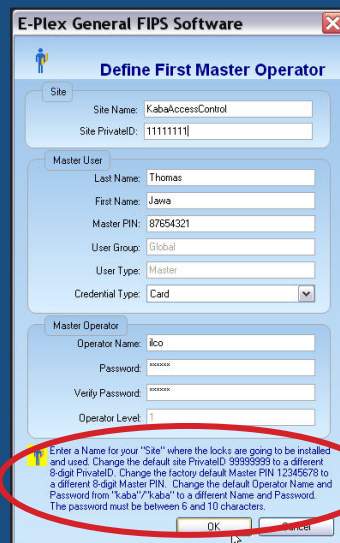 E-Plex General FIPS Software
Define First Master Operator
Site
Site Name: KabaAccessControl
Site PrivateID: 11111111
Master User
Last Name: Thomas
First Name: Jawa
Master PIN: 87654321
User Group: Global
User Type: Master
Credential Type: Card
Master Operator
Operator Name: ilco
Password: ××××××
Verify Password: ××××××
Operator Level: 1
Enter a Name for your "Site" where the locks are going to be installed
and used. Change the default site PrivateID 99999999 to a different
8-digit PrivateID. Change the factory default Master PIN 12345678 to
a different 8-digit Master PIN. Change the default Operator Name and
Password from "kaba"/"kaba" to a different Name and Password.
The password must be between 6 and 10 characters.
OK Cancel